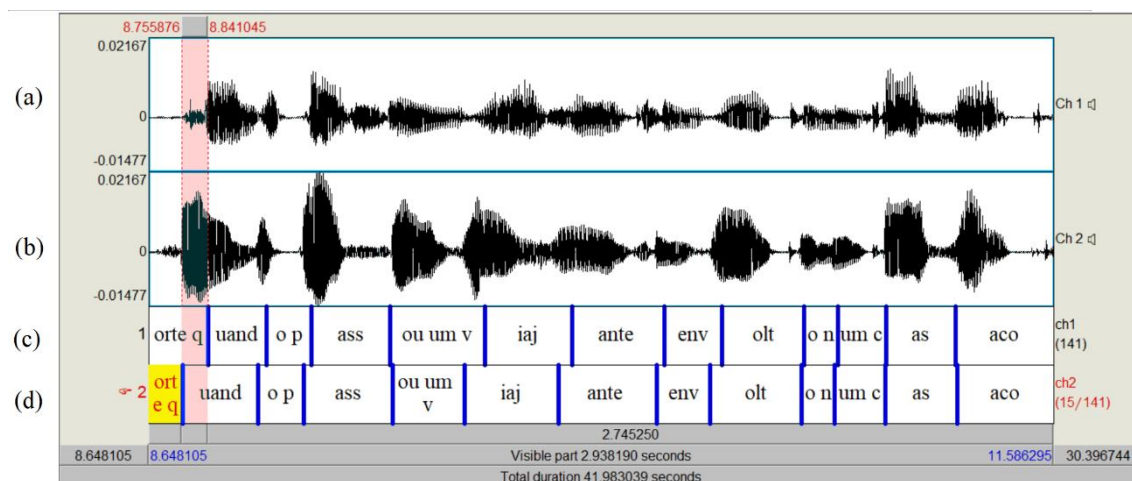 8.755876 8.841045
0.02167
(a) 0 Ch 1
-0.01477
0.02167
(b) 0 Ch 2
-0.01477
(c) 1 orte q uand o p ass ou um v iaj ante env olt o n um c as aco ch1 (141)
(d) 2 ort e q uand o p ass ou um v iaj ante env olt o n um c as aco ch2 (15/141)
2.745250
8.648105 8.648105 Visible part 2.938190 seconds 11.586295 30.396744
Total duration 41.983039 seconds